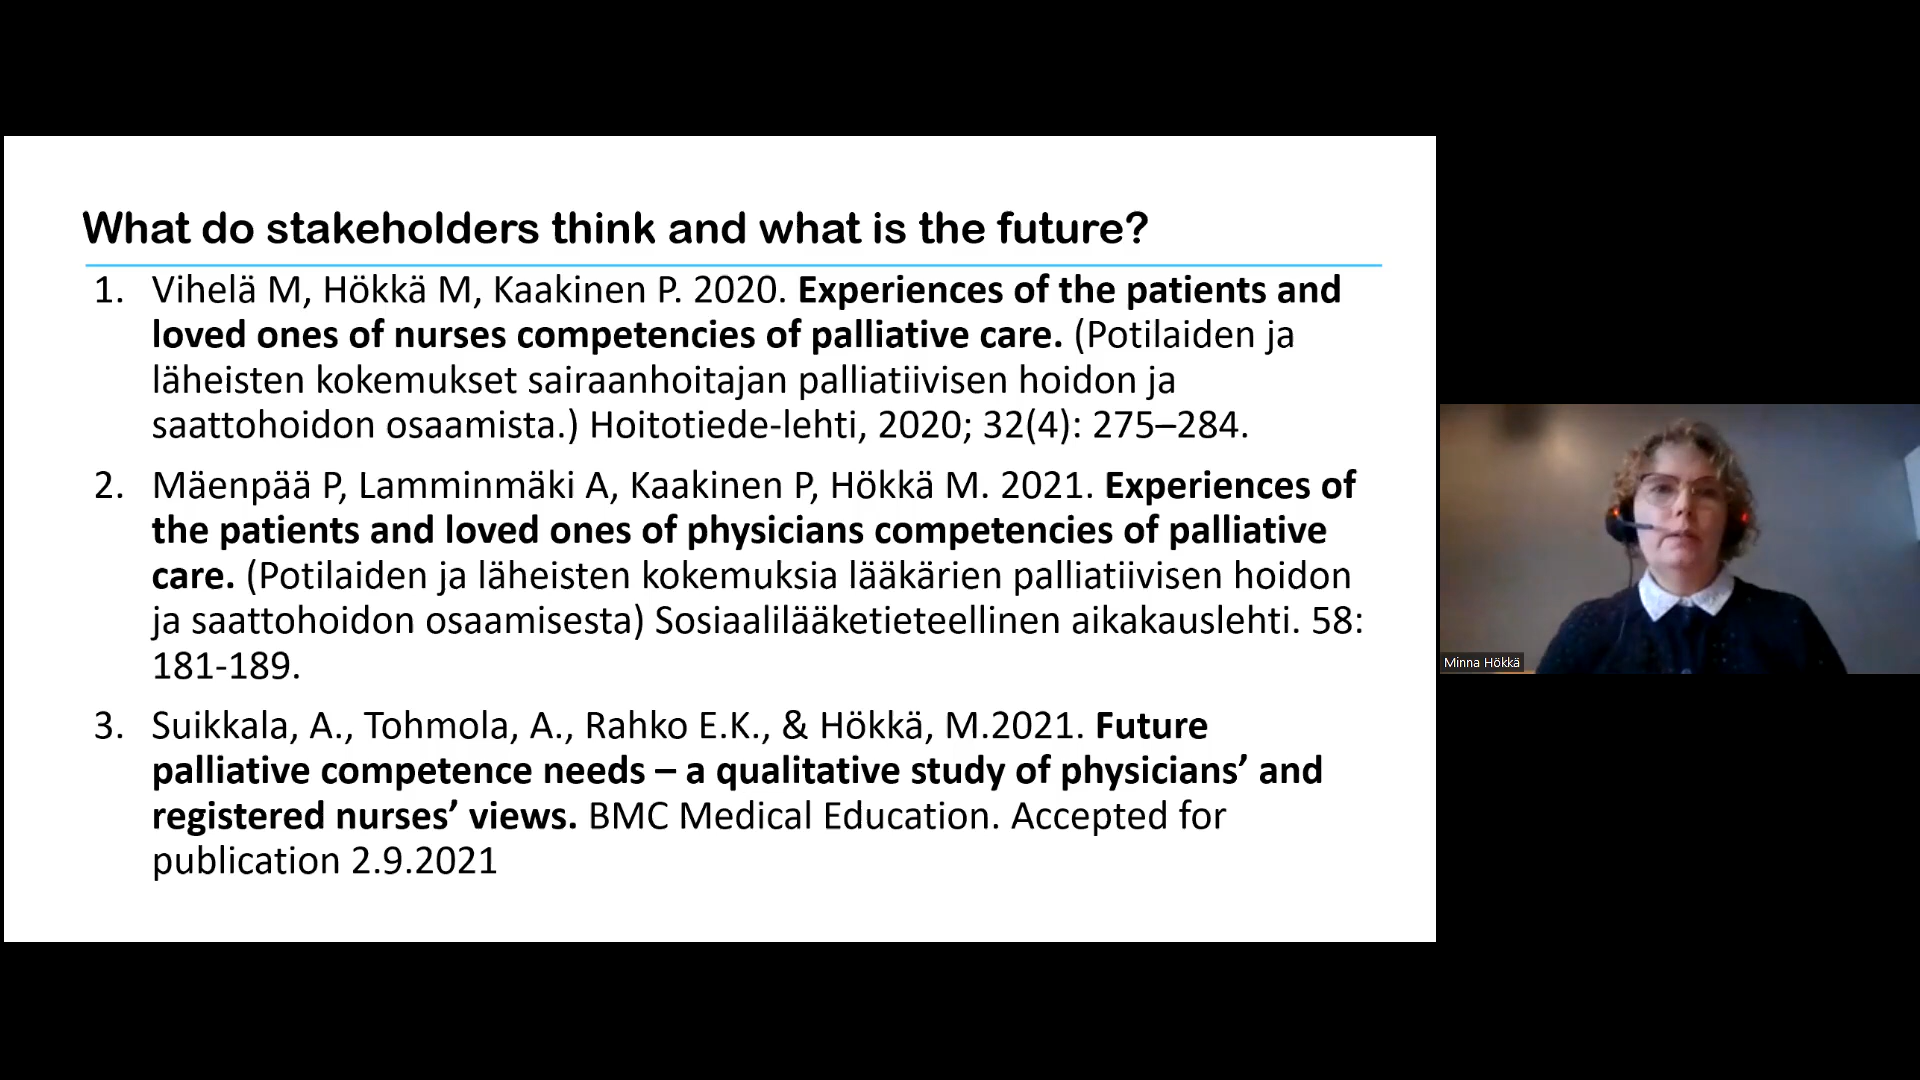 What do stakeholders think and what is the future?
1. Vihelä M, Hökkä M, Kaakinen P. 2020. Experiences of the patients and
loved ones of nurses competencies of palliative care. (Potilaiden ja
läheisten kokemukset sairaanhoitajan palliatiivisen hoidon ja
saattohoidon osaamista.) Hoitotiede-lehti, 2020; 32(4): 275–284.
2. Mäenpää P, Lamminmäki A, Kaakinen P, Hökkä M. 2021. Experiences of
the patients and loved ones of physicians competencies of palliative
care. (Potilaiden ja läheisten kokemuksia lääkärien palliatiivisen hoidon
ja saattohoidon osaamisesta) Sosiaalilääketieteellinen aikakauslehti. 58:
181-189.
3. Suikkala, A., Tohmola, A., Rahko E.K., & Hökkä, M.2021. Future
palliative competence needs – a qualitative study of physicians’ and
registered nurses’ views. BMC Medical Education. Accepted for
publication 2.9.2021
Minna Hökkä